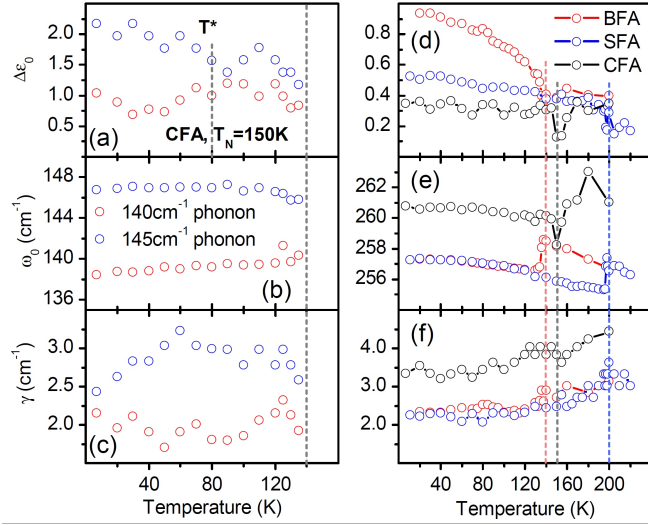 Δε₀
2.0
1.5
1.0
0.5
T*
(a)
CFA, T_N=150K
ω₀ (cm⁻¹)
148
144
140
136
140cm⁻¹ phonon
145cm⁻¹ phonon
(b)
γ (cm⁻¹)
3.0
2.5
2.0
(c)
40 80 120
Temperature (K)
(d)
BFA
SFA
CFA
0.8
0.6
0.4
0.2
(e)
262
260
258
256
(f)
4.0
3.0
2.0
40 80 120 160 200
Temperature (K)